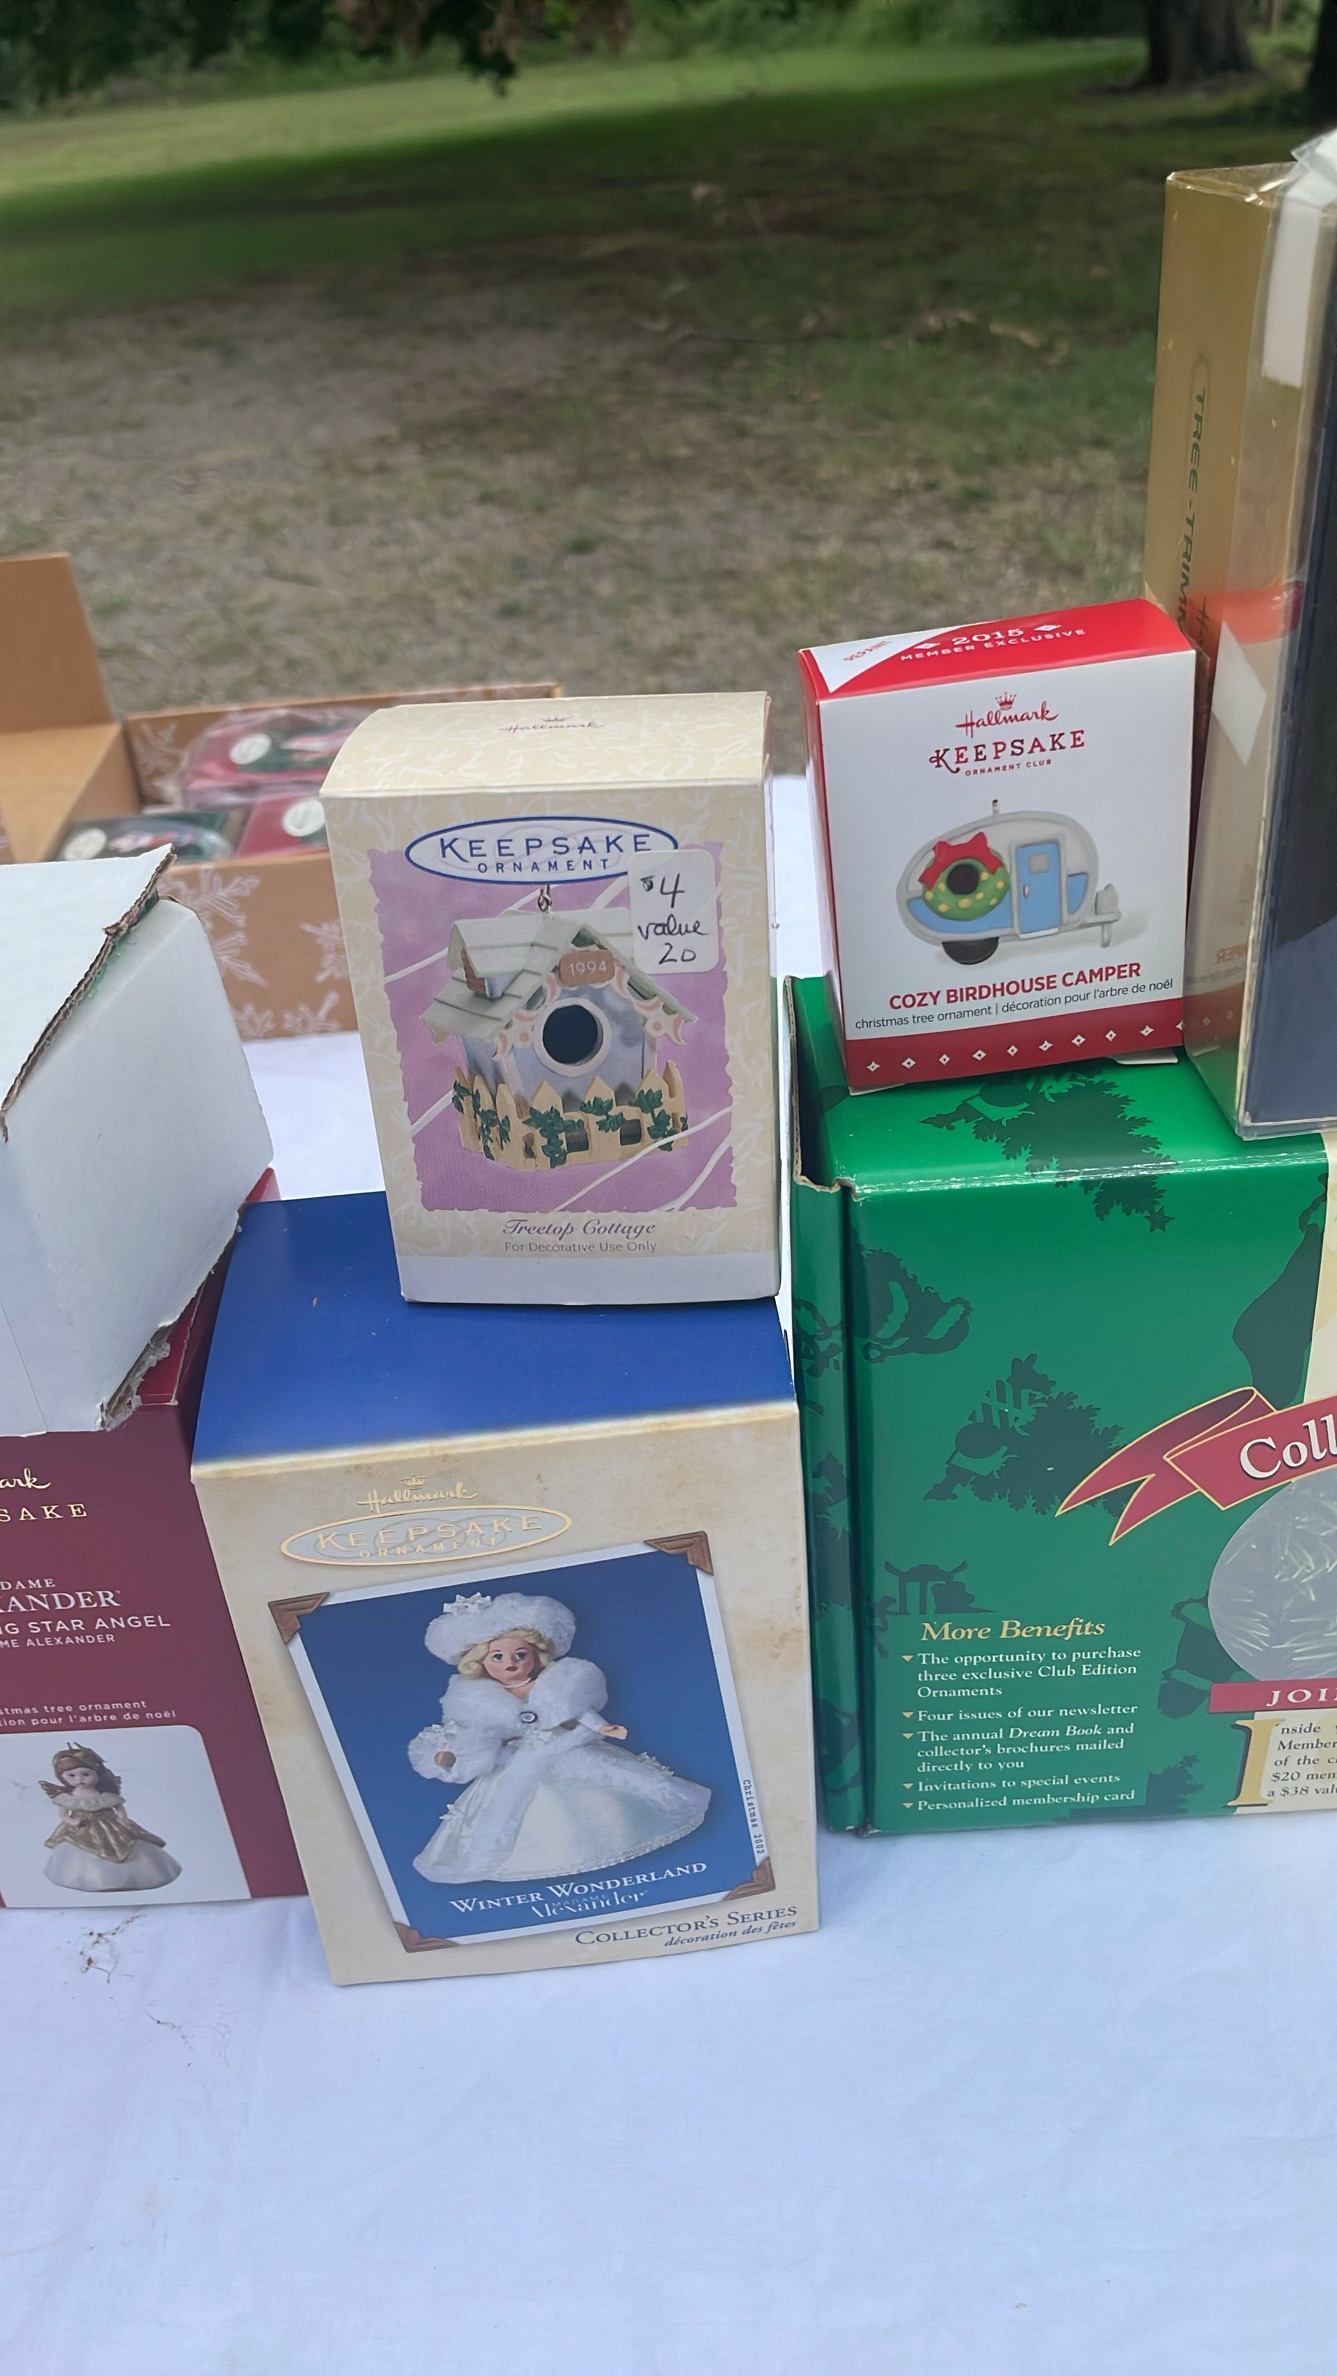 TREE-TRIMM
2015
MEMBER EXCLUSIVE
Hallmark
KEEPSAKE
ORNAMENT CLUB
COZY BIRDHOUSE CAMPER
christmas tree ornament | décoration pour l'arbre de noël
Hallmark
KEEPSAKE
ORNAMENT
$4
value
20
1994
Treetop Cottage
For Decorative Use Only
ark
SAKE
DAME
XANDER
G STAR ANGEL
ME ALEXANDER
stmas tree ornament
tion pour l'arbre de noël
Hallmark
KEEPSAKE
ORNAMENT
Christmas 2002
WINTER WONDERLAND
MADAME
Alexander
COLLECTOR'S SERIES
décoration des fêtes
Coll
More Benefits
The opportunity to purchase
three exclusive Club Edition
Ornaments
Four issues of our newsletter
The annual Dream Book and
collector's brochures mailed
directly to you
Invitations to special events
Personalized membership card
JOI
Inside
Member
of the c
$20 mem
a $38 val